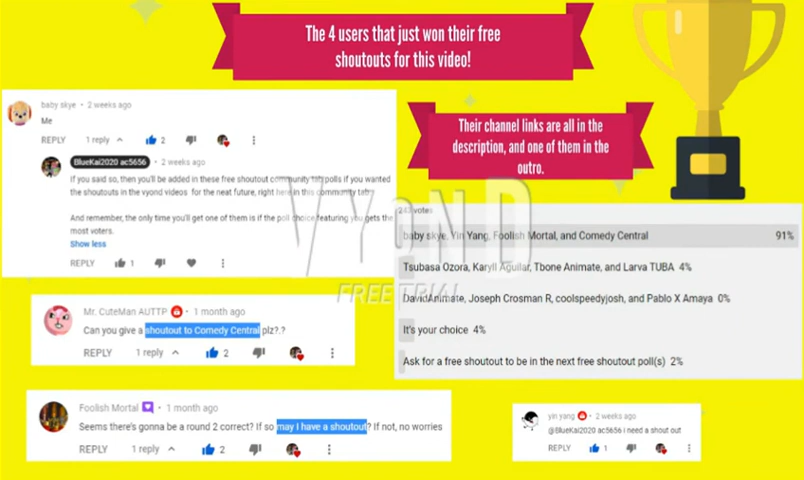 The 4 users that just won their free
shoutouts for this video!
baby skye • 2 weeks ago
Me
REPLY 1 reply 2
Their channel links are all in the
description, and one of them in the
outro.
BlueKai2020 ac5656 • 2 weeks ago
If you said so, then you'll be added in these free shoutout community tab polls if you wanted
the shoutouts in the vyond videos for the neat future, right here in this community tab.
And remember, the only time you'll get one of them is if the poll choice featuring you gets the
most voters.
Show less
REPLY 1
VYOND
FREE TRIAL
votes
baby skye, Yin Yang, Foolish Mortal, and Comedy Central 91%
Tsubasa Ozora, Karyll Aguilar, Tbone Animate, and Larva TUBA 4%
DavidAnimate, Joseph Crosman R, coolspeedyjosh, and Pablo X Amaya 0%
It's your choice 4%
Ask for a free shoutout to be in the next free shoutout poll(s) 2%
Mr. CuteMan AUTTP • 1 month ago
Can you give a shoutout to Comedy Central plz?.?
REPLY 1 reply 2
Foolish Mortal • 1 month ago
Seems there's gonna be a round 2 correct? If so may I have a shoutout? If not, no worries
REPLY 1 reply 2
yin yang • 2 weeks ago
@BlueKai2020 ac5656 i need a shout out
REPLY 1